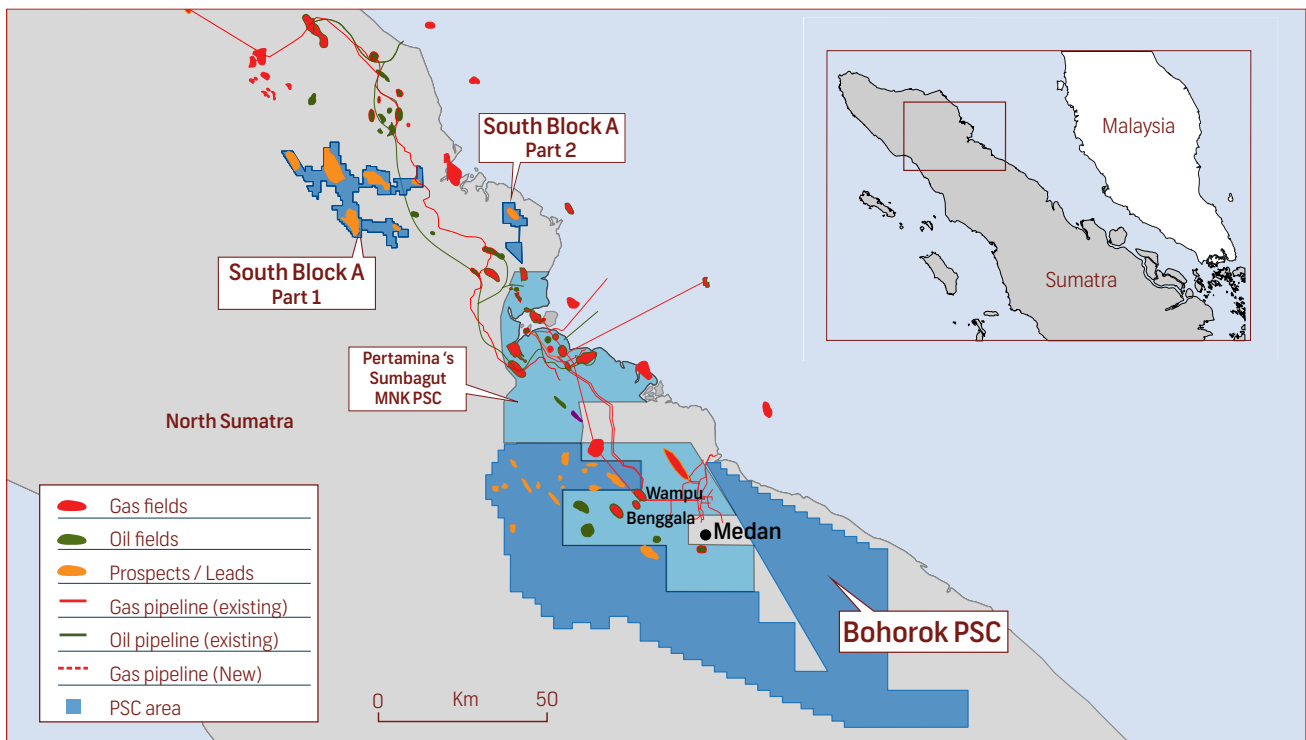 South Block A
Part 2
Malaysia
Sumatra
South Block A
Part 1
Pertamina 's
Sumbagut
MNK PSC
North Sumatra
Wampu
Benggala
Medan
Bohorok PSC
Gas fields
Oil fields
Prospects / Leads
Gas pipeline (existing)
Oil pipeline (existing)
Gas pipeline (New)
PSC area
0 Km 50